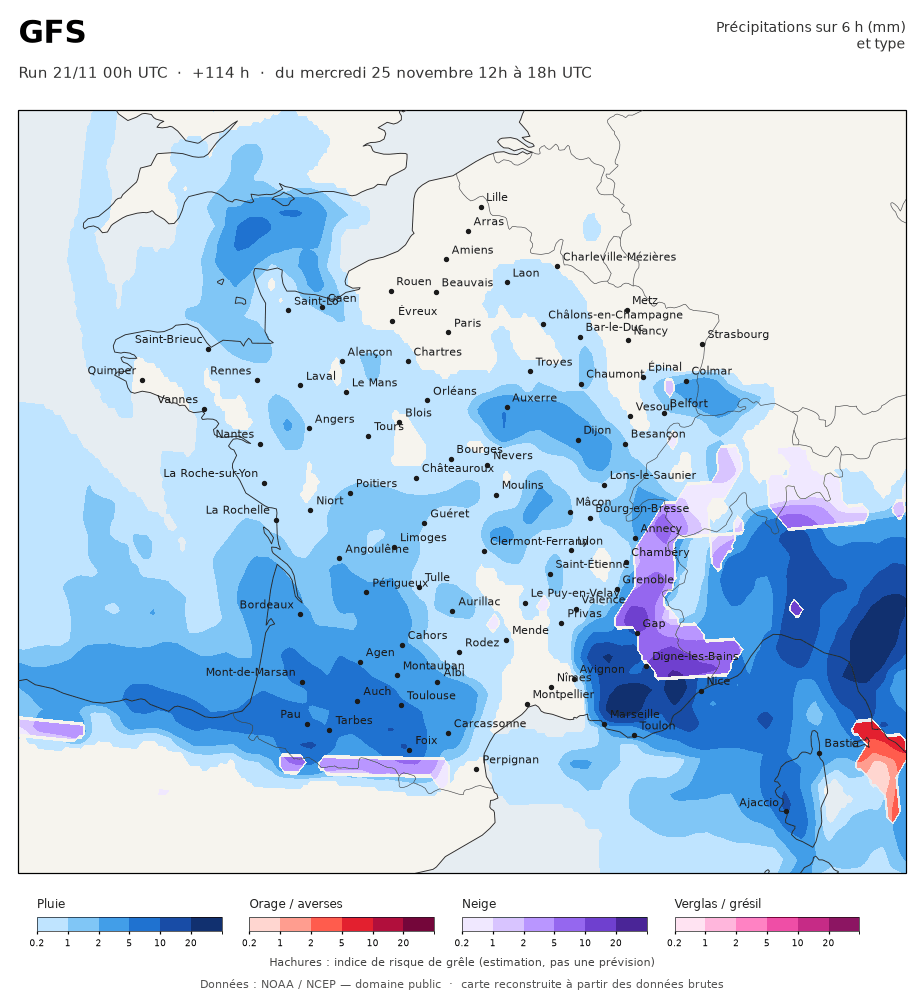 GFS
Précipitations sur 6 h (mm)
et type
Run 21/11 00h UTC · +114 h · du mercredi 25 novembre 12h à 18h UTC
Lille
Arras
Amiens
Charleville-Mézières
Laon
Rouen
Beauvais
Saint-Lô
Caen
Metz
Évreux
Châlons-en-Champagne
Paris
Bar-le-Duc
Nancy
Strasbourg
Saint-Brieuc
Alençon
Chartres
Troyes
Quimper
Rennes
Laval
Le Mans
Chaumont
Épinal
Colmar
Vannes
Orléans
Auxerre
Blois
Vesoul
Belfort
Angers
Tours
Nantes
Dijon
Besançon
Bourges
Nevers
La Roche-sur-Yon
Châteauroux
Lons-le-Saunier
Poitiers
Moulins
Niort
La Rochelle
Guéret
Mâcon
Bourg-en-Bresse
Annecy
Limoges
Angoulême
Clermont-Ferrand
Lyon
Chambéry
Saint-Étienne
Périgueux
Tulle
Grenoble
Le Puy-en-Velay
Valence
Bordeaux
Aurillac
Privas
Gap
Mende
Cahors
Rodez
Agen
Digne-les-Bains
Mont-de-Marsan
Montauban
Albi
Avignon
Nîmes
Nice
Auch
Toulouse
Montpellier
Pau
Tarbes
Carcassonne
Marseille
Toulon
Foix
Bastia
Perpignan
Ajaccio
Pluie
0.2 1 2 5 10 20
Orage / averses
0.2 1 2 5 10 20
Neige
0.2 1 2 5 10 20
Verglas / grésil
0.2 1 2 5 10 20
Hachures : indice de risque de grêle (estimation, pas une prévision)
Données : NOAA / NCEP — domaine public · carte reconstruite à partir des données brutes